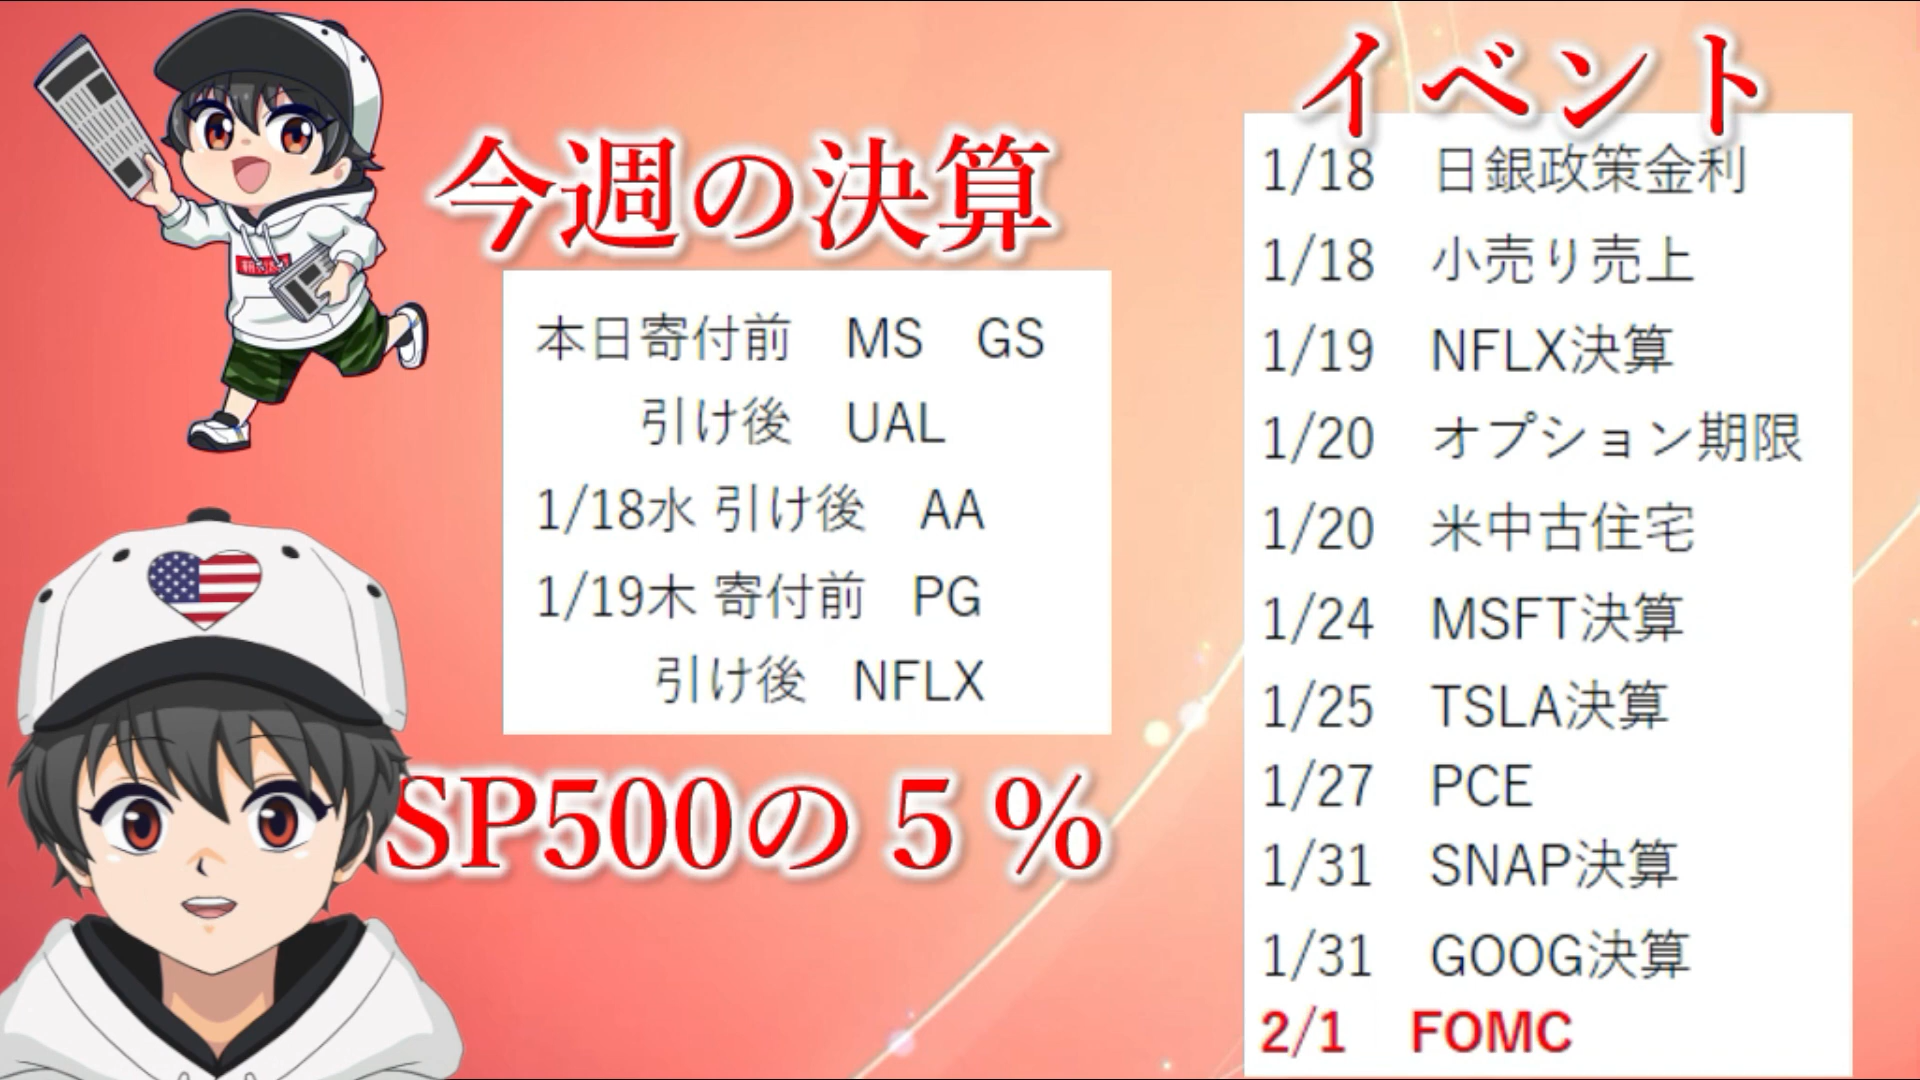 今週の決算
本日寄付前 MS GS
引け後 UAL
1/18水 引け後 AA
1/19木 寄付前 PG
引け後 NFLX
SP500の5%
イベント
1/18 日銀政策金利
1/18 小売り売上
1/19 NFLX決算
1/20 オプション期限
1/20 米中古住宅
1/24 MSFT決算
1/25 TSLA決算
1/27 PCE
1/31 SNAP決算
1/31 GOOG決算
2/1 FOMC